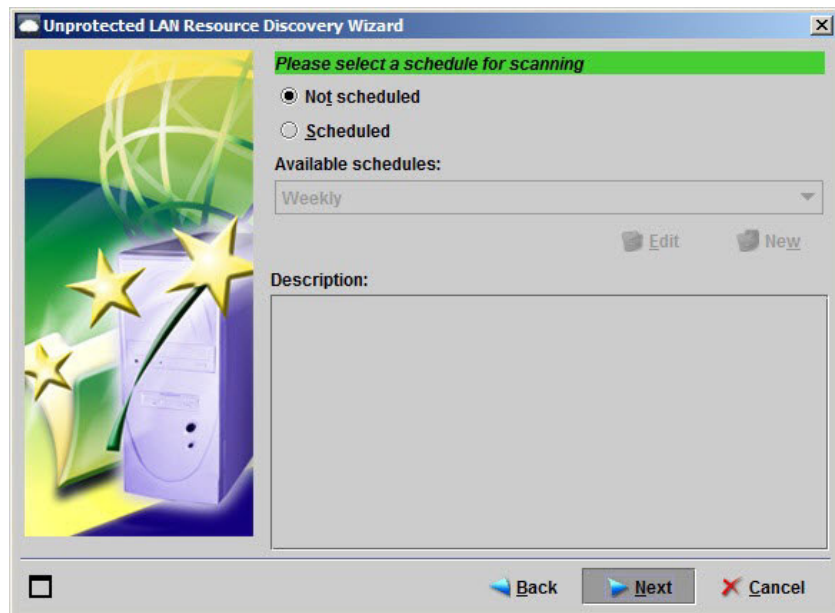 Unprotected LAN Resource Discovery Wizard
Please select a schedule for scanning
Not scheduled
Scheduled
Available schedules:
Weekly
Edit New
Description:
Back Next Cancel